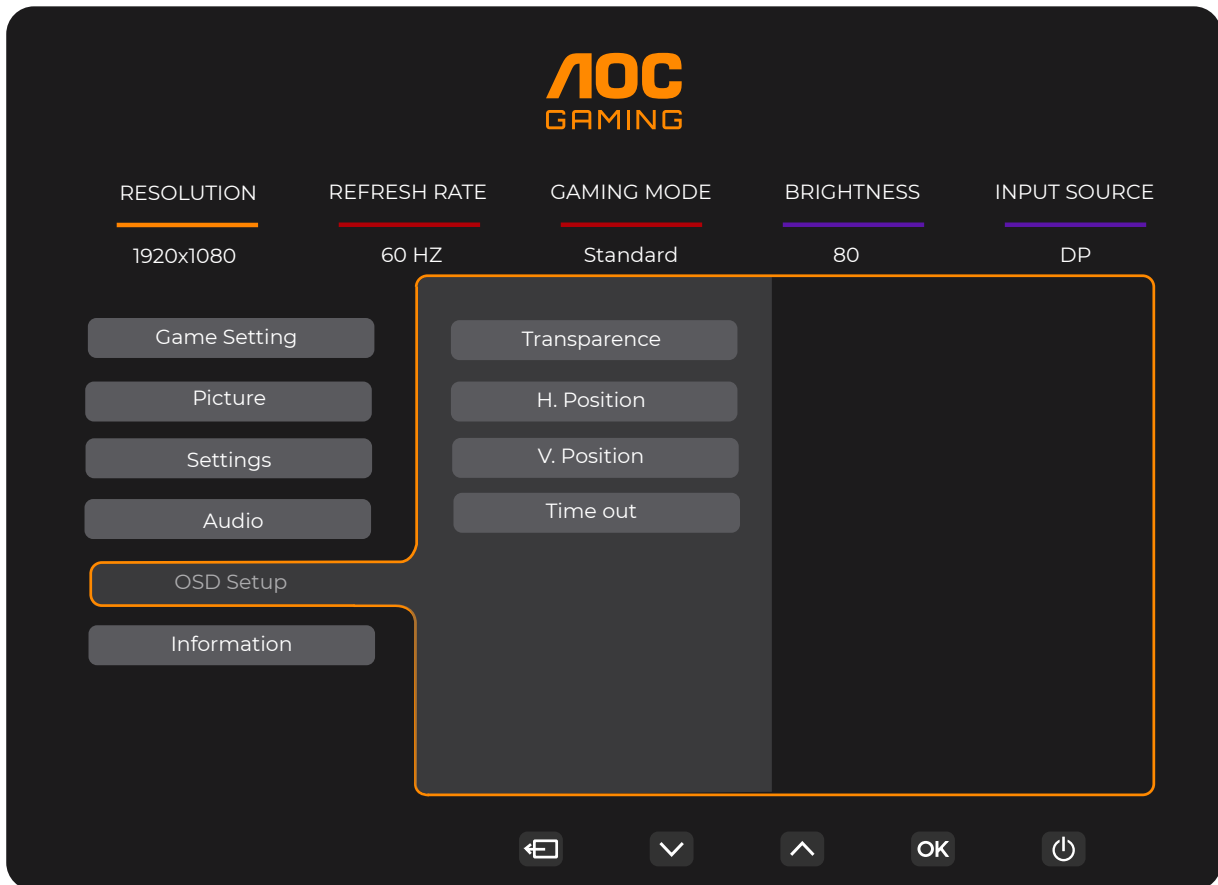 AOC
GAMING
RESOLUTION REFRESH RATE GAMING MODE BRIGHTNESS INPUT SOURCE
1920x1080 60 HZ Standard 80 DP
Game Setting
Picture
Settings
Audio
OSD Setup
Information
Transparence
H. Position
V. Position
Time out
OK